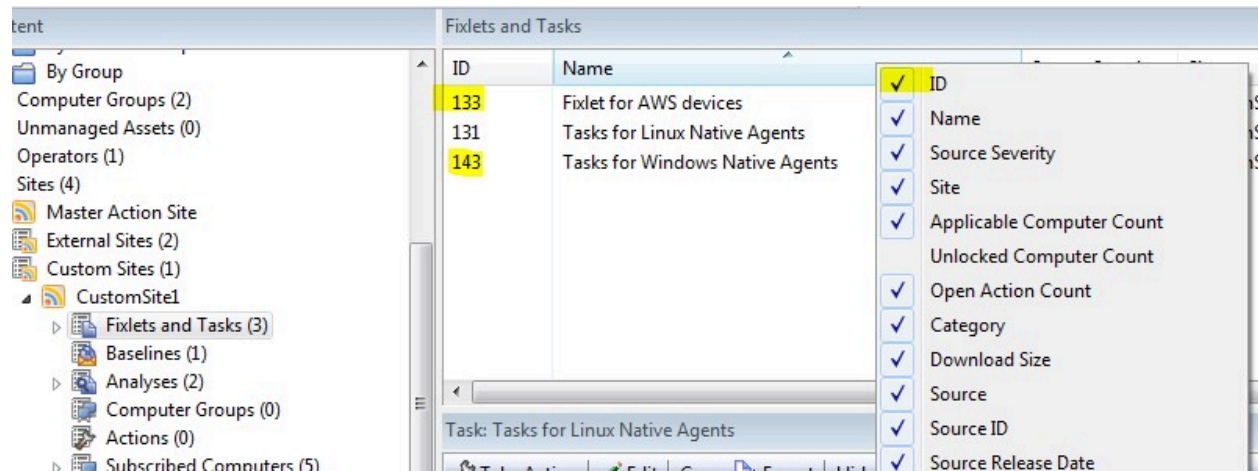 tent
By Group
Computer Groups (2)
Unmanaged Assets (0)
Operators (1)
Sites (4)
Master Action Site
External Sites (2)
Custom Sites (1)
CustomSite1
Fixlets and Tasks (3)
Baselines (1)
Analyses (2)
Computer Groups (0)
Actions (0)
Subscribed Computers (5)
Fixlets and Tasks
ID Name
133 Fixlet for AWS devices
131 Tasks for Linux Native Agents
143 Tasks for Windows Native Agents
Task: Tasks for Linux Native Agents
Edit
ID
Name
Source Severity
Site
Applicable Computer Count
Unlocked Computer Count
Open Action Count
Category
Download Size
Source
Source ID
Source Release Date